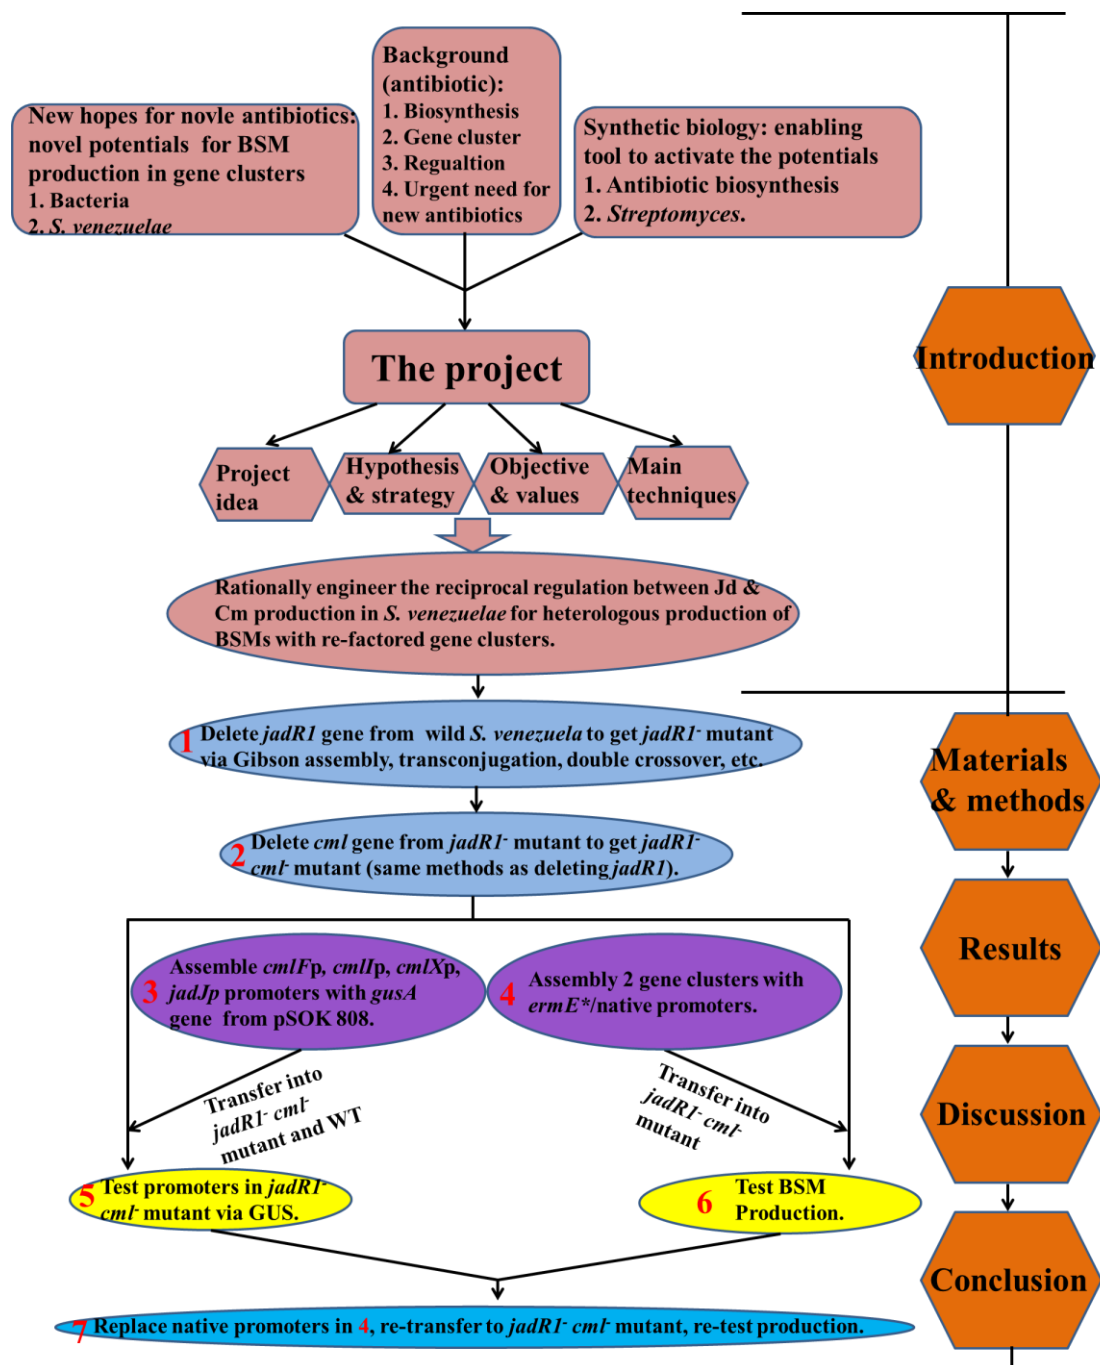 Background
(antibiotic):
1. Biosynthesis
2. Gene cluster
3. Regualtion
4. Urgent need for
new antibiotics
New hopes for novle antibiotics:
novel potentials for BSM
production in gene clusters
1. Bacteria
2. S. venezuelae
Synthetic biology: enabling
tool to activate the potentials
1. Antibiotic biosynthesis
2. Streptomyces.
The project
Project
idea
Hypothesis
& strategy
Objective
& values
Main
techniques
Rationally engineer the reciprocal regulation between Jd &
Cm production in S. venezuelae for heterologous production of
BSMs with re-factored gene clusters.
1 Delete jadR1 gene from wild S. venezuela to get jadR1- mutant
via Gibson assembly, transconjugation, double crossover, etc.
2 Delete cml gene from jadR1- mutant to get jadR1-
cml- mutant (same methods as deleting jadR1).
3 Assemble cmlFp, cmlIp, cmlXp,
jadJp promoters with gusA
gene from pSOK 808.
4 Assembly 2 gene clusters with
ermE*/native promoters.
Transfer into
jadR1- cml-
mutant and WT
Transfer into
jadR1- cml-
mutant
5 Test promoters in jadR1-
cml- mutant via GUS.
6 Test BSM
Production.
7 Replace native promoters in 4, re-transfer to jadR1- cml- mutant, re-test production.
Introduction
Materials
& methods
Results
Discussion
Conclusion